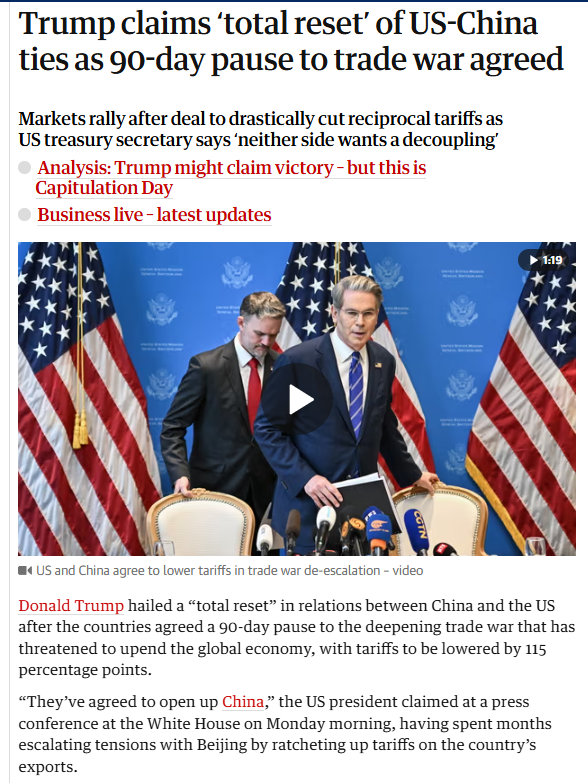 Trump claims ‘total reset’ of US-China
ties as 90-day pause to trade war agreed
Markets rally after deal to drastically cut reciprocal tariffs as
US treasury secretary says ‘neither side wants a decoupling’
Analysis: Trump might claim victory – but this is
Capitulation Day
Business live – latest updates
1:19
CGTN
US and China agree to lower tariffs in trade war de-escalation – video
Donald Trump hailed a “total reset” in relations between China and the US
after the countries agreed a 90-day pause to the deepening trade war that has
threatened to upend the global economy, with tariffs to be lowered by 115
percentage points.
“They’ve agreed to open up China,” the US president claimed at a press
conference at the White House on Monday morning, having spent months
escalating tensions with Beijing by ratcheting up tariffs on the country’s
exports.